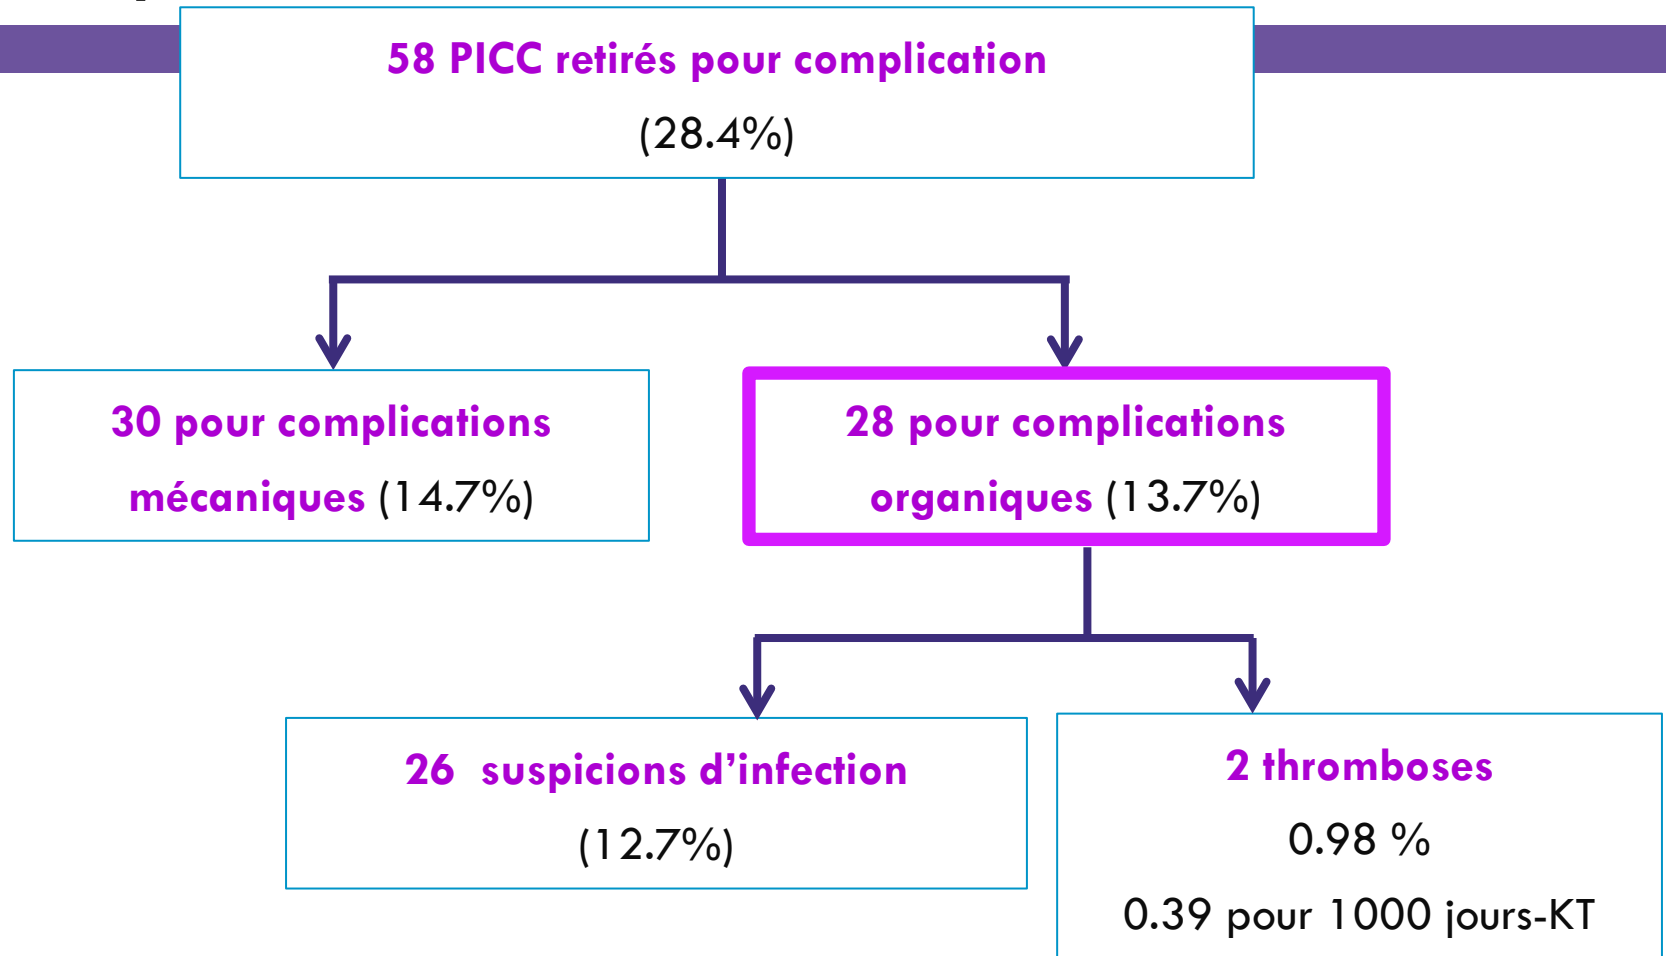 58 PICC retirés pour complication
(28.4%)
30 pour complications
mécaniques (14.7%)
28 pour complications
organiques (13.7%)
26 suspicions d’infection
(12.7%)
2 thromboses
0.98 %
0.39 pour 1000 jours-KT